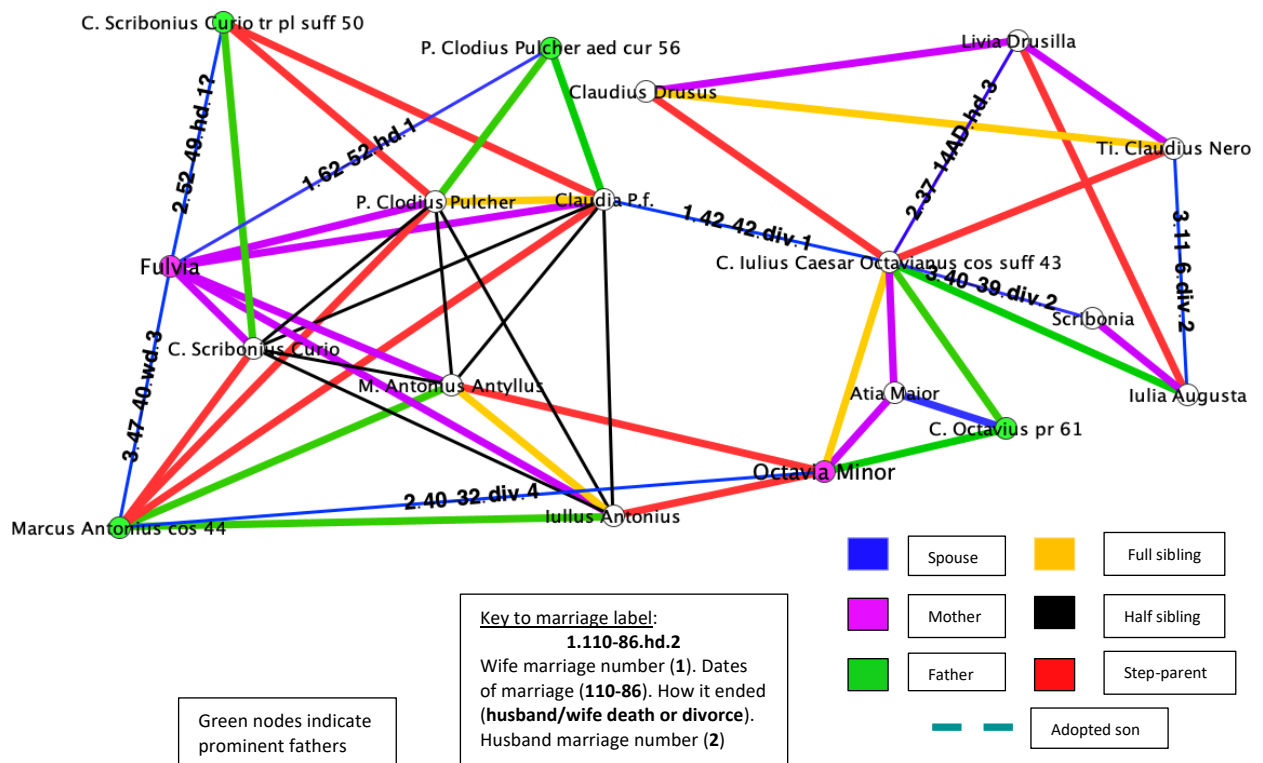 C. Scribonius Curio tr pl suff 50
P. Clodius Pulcher aed cur 56
Livia Drusilla
Claudius Drusus
Ti. Claudius Nero
2.52-49.hd.12
1.62-52.hd.1
2.37-14AD.hd.3
P. Clodius Pulcher
Claudia P.f.
1.42-42.div.1
3.11-6.div.2
Fulvia
C. Iulius Caesar Octavianus cos suff 43
3.40-39.div.2
Scribonia
C. Scribonius Curio
M. Antonius Antyllus
Atia Maior
Iulia Augusta
3.47-40 wd.3
C. Octavius pr 61
Octavia Minor
2.40-32.div.4
Marcus Antonius cos 44
Iullus Antonius
Spouse
Full sibling
Mother
Half sibling
Father
Step-parent
Adopted son
Key to marriage label:
1.110-86.hd.2
Wife marriage number (1). Dates
of marriage (110-86). How it ended
(husband/wife death or divorce).
Husband marriage number (2)
Green nodes indicate
prominent fathers